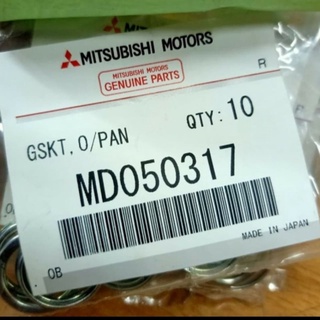 MITSUBISHI MOTORS
MITSUBISHI MOTORS
GENUINE PARTS
R
GSKT, O/PAN
QTY: 10
MD050317
OB
MADE IN JAPAN